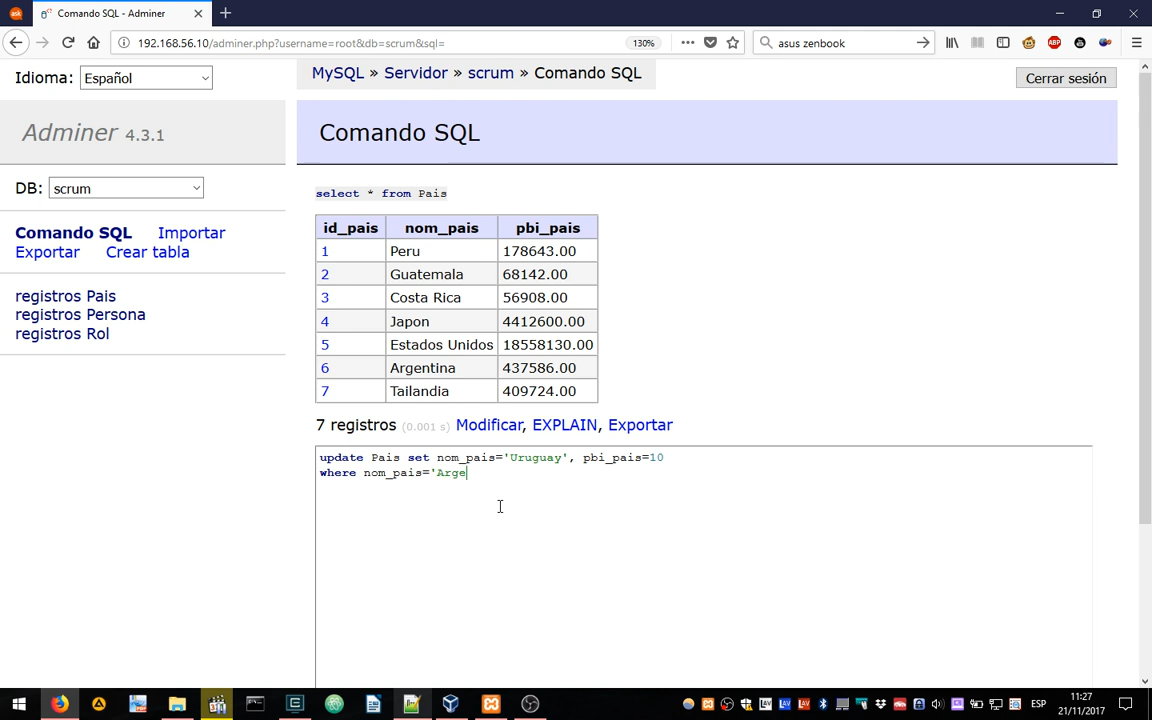 Comando SQL - Adminer
192.168.56.10/adminer.php?username=root&db=scrum&sql=
130%
asus zenbook
Idioma: Español
MySQL » Servidor » scrum » Comando SQL
Cerrar sesión
Adminer 4.3.1
Comando SQL
DB: scrum
select * from Pais
Comando SQL Importar
Exportar Crear tabla
registros Pais
registros Persona
registros Rol
id_pais nom_pais pbi_pais
1 Peru 178643.00
2 Guatemala 68142.00
3 Costa Rica 56908.00
4 Japon 4412600.00
5 Estados Unidos 18558130.00
6 Argentina 437586.00
7 Tailandia 409724.00
7 registros (0.001 s) Modificar, EXPLAIN, Exportar
update Pais set nom_pais='Uruguay', pbi_pais=10
where nom_pais='Arge
ESP
11:27
21/11/2017